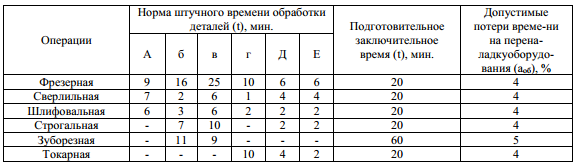 Операции
Норма штучного времени обработки деталей (t), мин.
Подготовительное заключительное время (t), мин.
Допустимые потери време-ни на перена-ладкуоборудо-вания (aоб), %
А б в г Д Е
Фрезерная 9 16 25 10 6 6 20 4
Сверлильная 7 2 6 1 4 4 20 4
Шлифовальная 6 3 6 2 2 2 20 4
Строгальная - 7 10 - 2 2 20 4
Зуборезная - 11 9 - - - 60 5
Токарная - - - 10 4 2 20 4